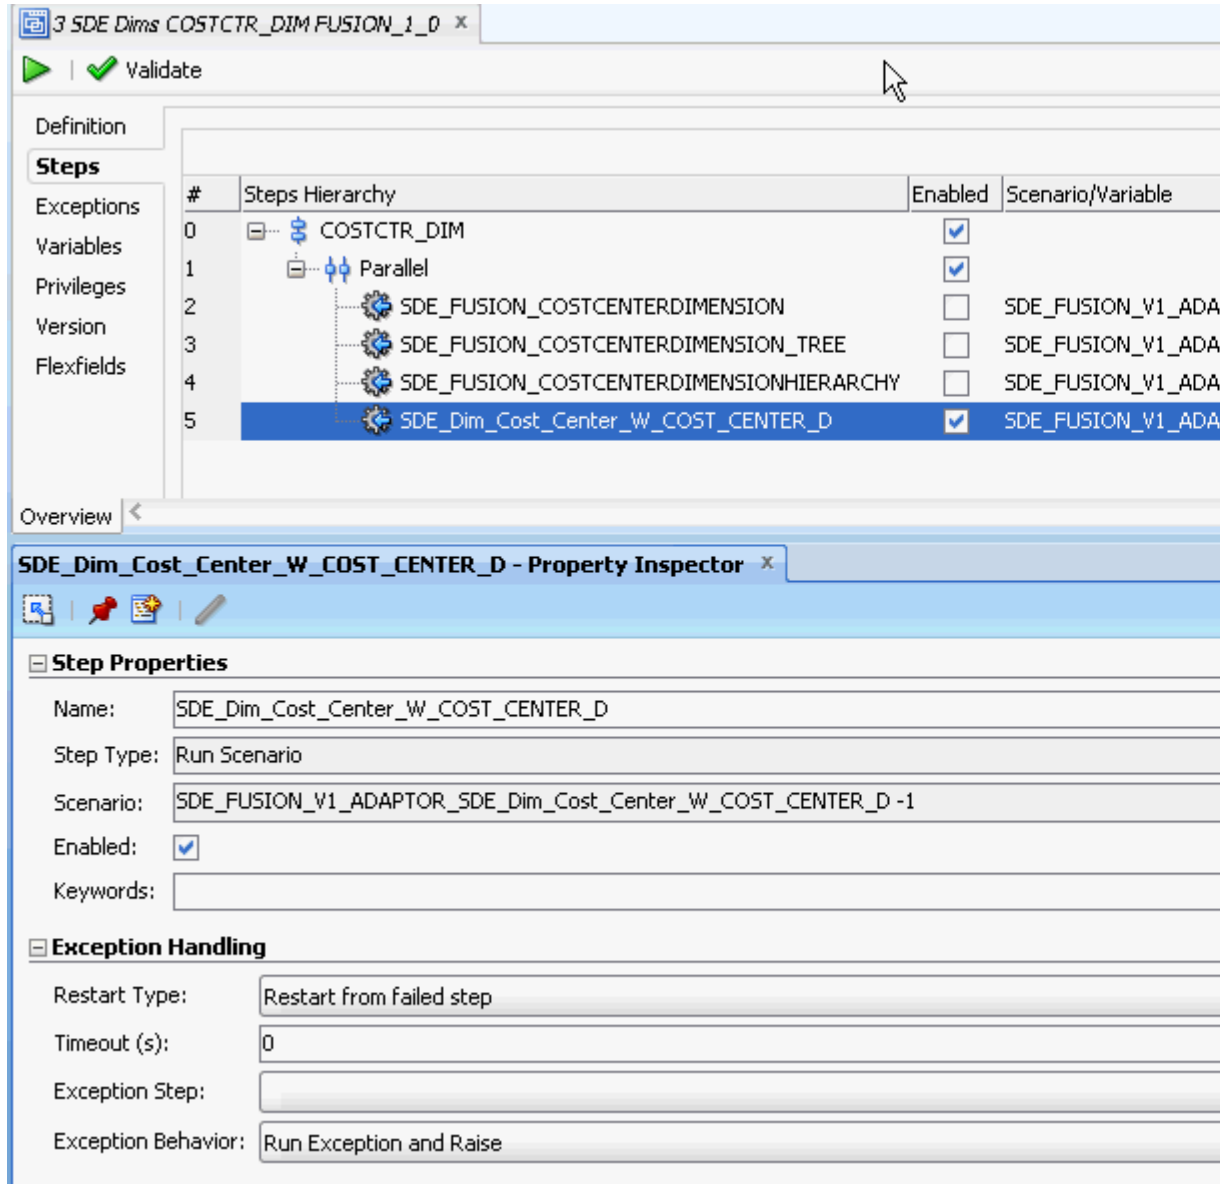 3 SDE Dims COSTCTR_DIM FUSION_1_0 x
Validate
Definition
Steps
Exceptions
Variables
Privileges
Version
Flexfields
# Steps Hierarchy Enabled Scenario/Variable
0 COSTCTR_DIM
1 Parallel
2 SDE_FUSION_COSTCENTERDIMENSION SDE_FUSION_V1_ADA
3 SDE_FUSION_COSTCENTERDIMENSION_TREE SDE_FUSION_V1_ADA
4 SDE_FUSION_COSTCENTERDIMENSIONHIERARCHY SDE_FUSION_V1_ADA
5 SDE_Dim_Cost_Center_W_COST_CENTER_D SDE_FUSION_V1_ADA
Overview
SDE_Dim_Cost_Center_W_COST_CENTER_D - Property Inspector x
Step Properties
Name: SDE_Dim_Cost_Center_W_COST_CENTER_D
Step Type: Run Scenario
Scenario: SDE_FUSION_V1_ADAPTOR_SDE_Dim_Cost_Center_W_COST_CENTER_D -1
Enabled:
Keywords:
Exception Handling
Restart Type: Restart from failed step
Timeout (s): 0
Exception Step:
Exception Behavior: Run Exception and Raise